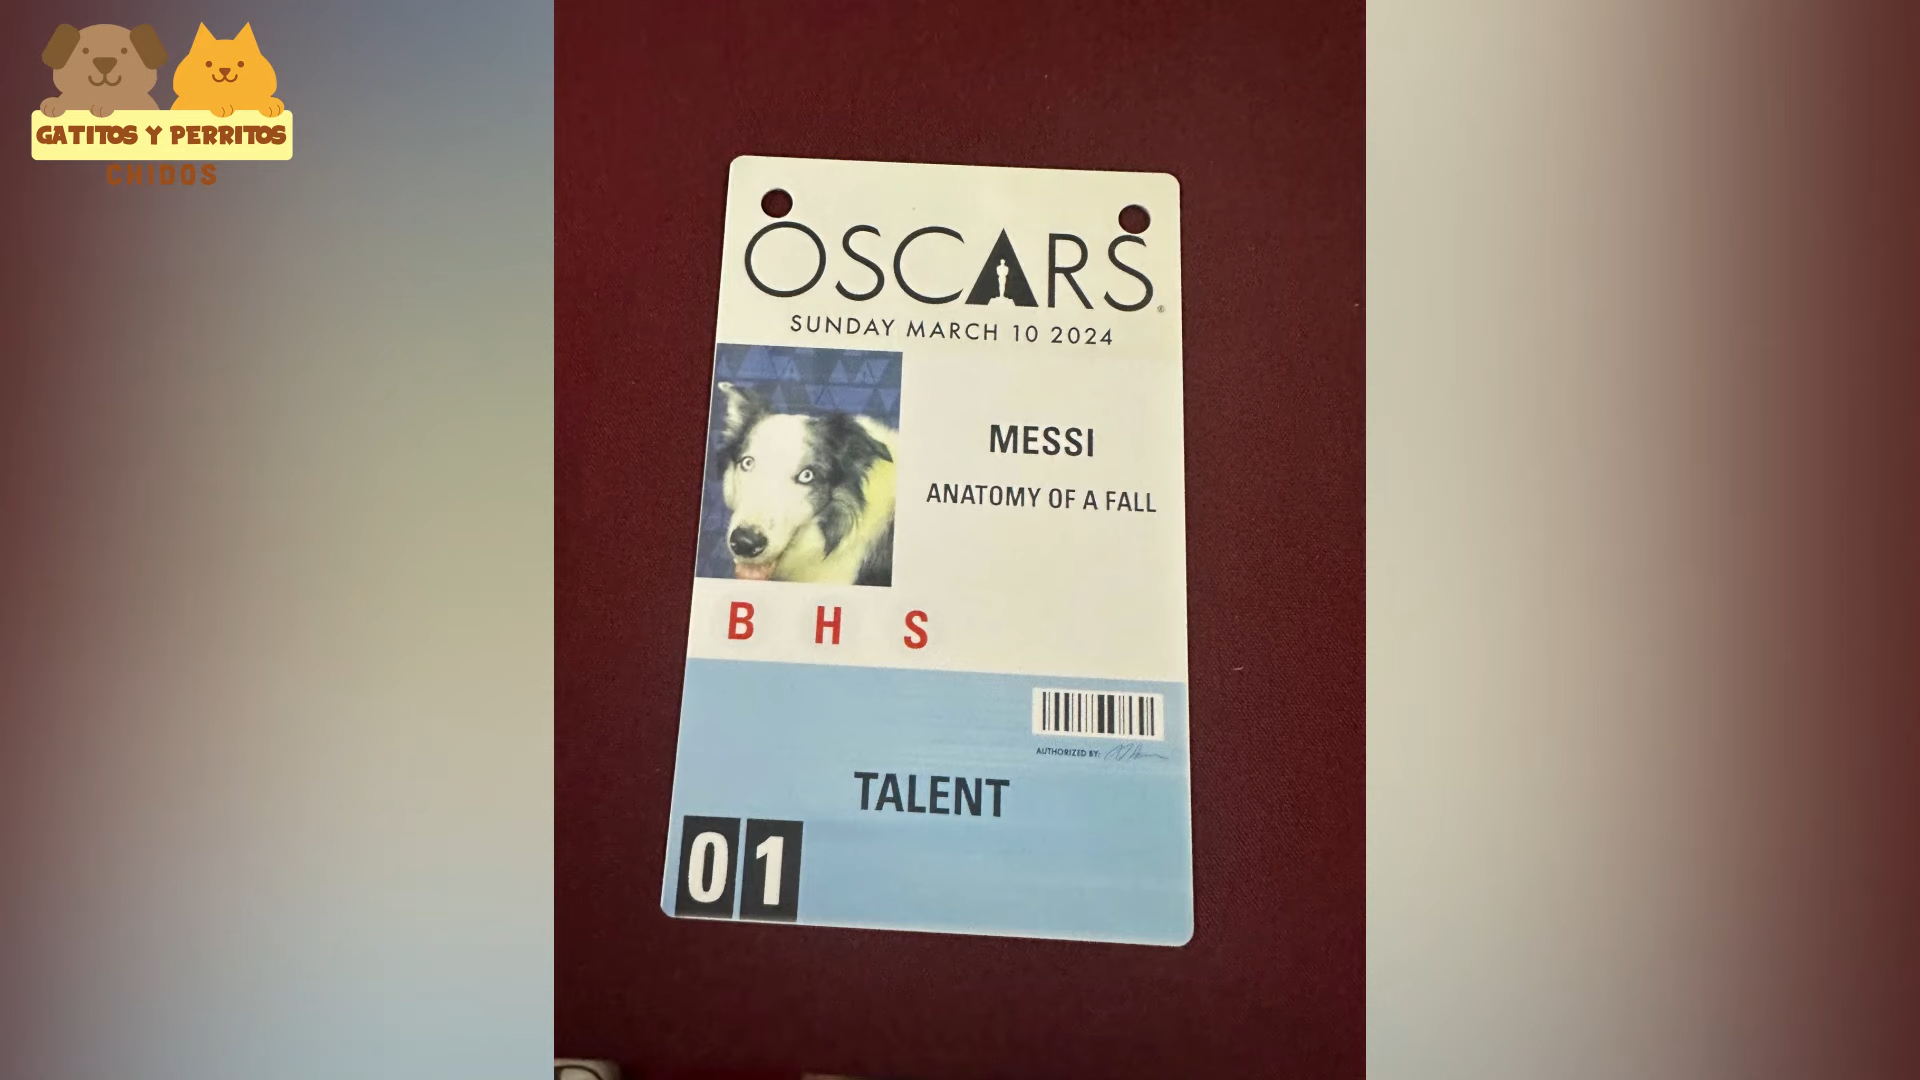 GATITOS Y PERRITOS
CHIDOS
OSCARS®
SUNDAY MARCH 10 2024
MESSI
ANATOMY OF A FALL
B H S
AUTHORIZED BY:
TALENT
01